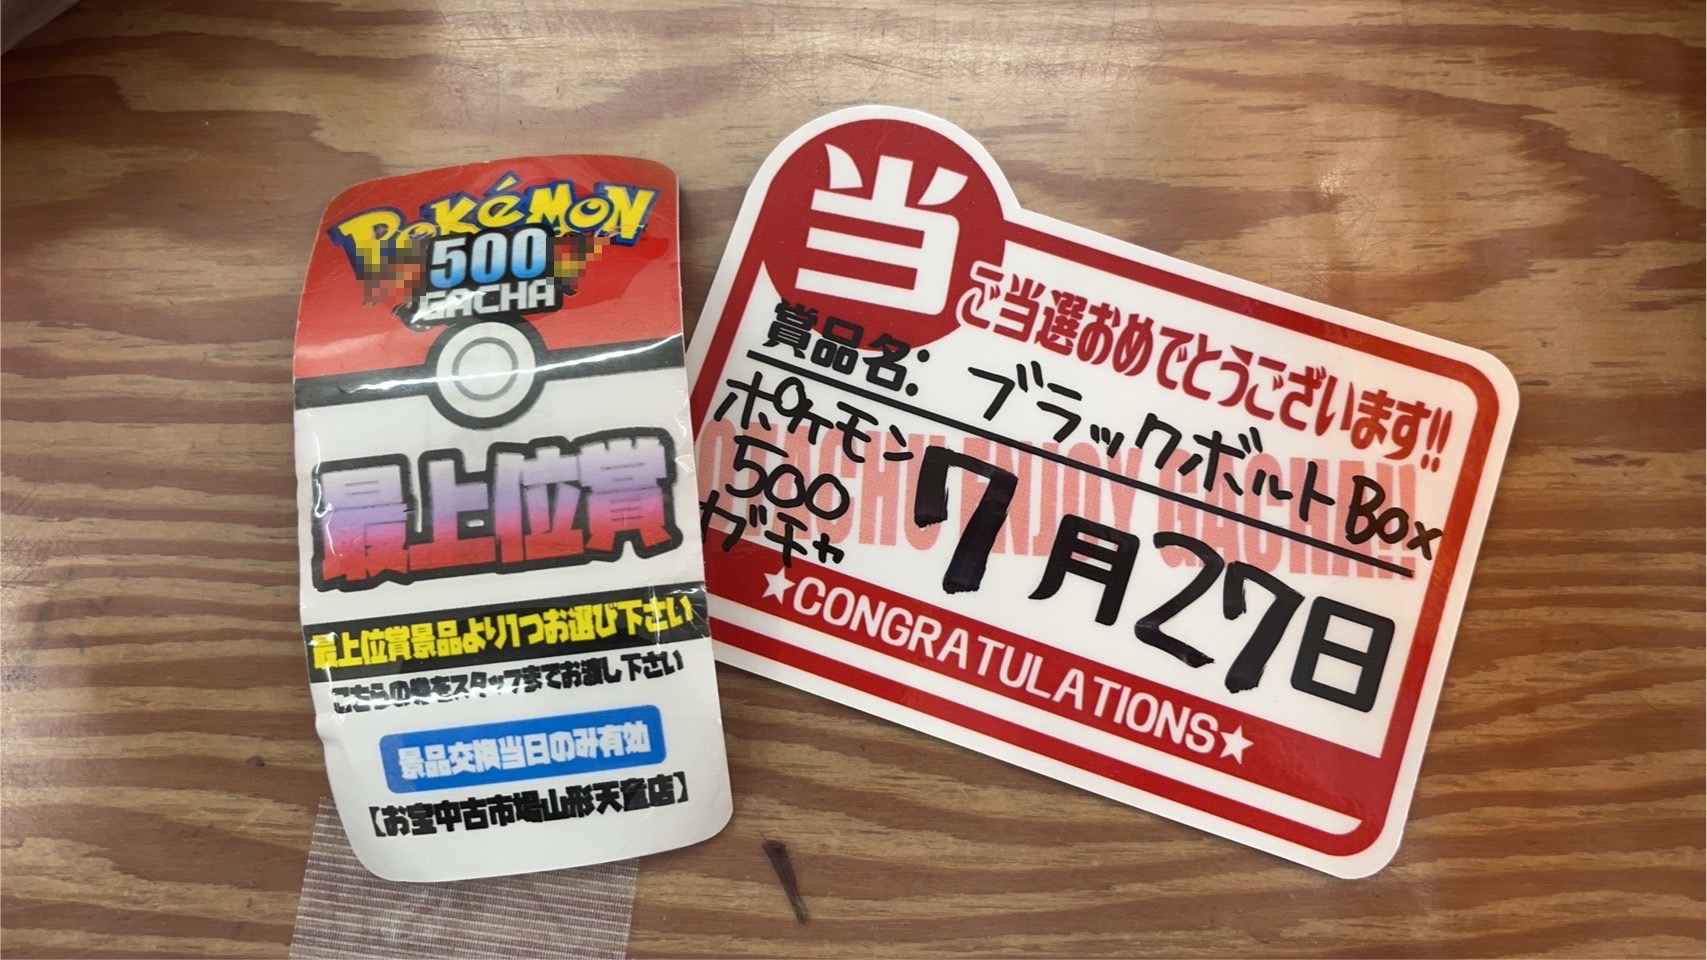 POKéMON
500
GACHA
最上位賞
最上位賞景品より1つお選び下さい
こちらの券をスタッフまでお渡し下さい
景品交換当日のみ有効
【お宝中古市場山形天童店】
当
ご当選おめでとうございます!!
賞品名:ブラックボルトBox
ポケモン
500
ガチャ
7月27日
ENJOY GACHA!!
★CONGRATULATIONS★